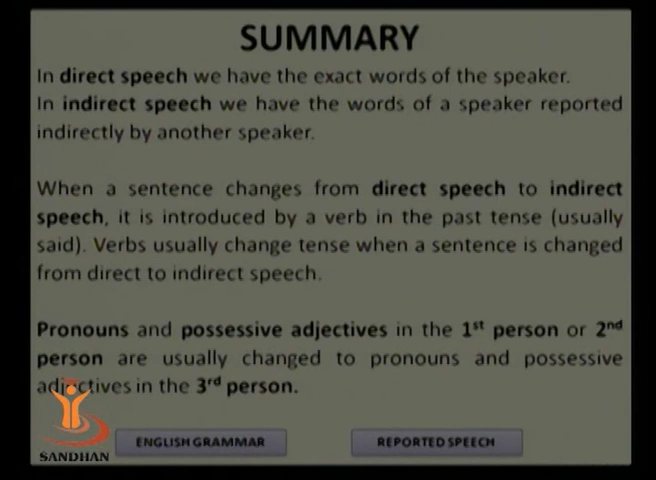 SUMMARY
In direct speech we have the exact words of the speaker.
In indirect speech we have the words of a speaker reported
indirectly by another speaker.
When a sentence changes from direct speech to indirect
speech, it is introduced by a verb in the past tense (usually
said). Verbs usually change tense when a sentence is changed
from direct to indirect speech.
Pronouns and possessive adjectives in the 1st person or 2nd
person are usually changed to pronouns and possessive
adjectives in the 3rd person.
ENGLISH GRAMMAR
REPORTED SPEECH
SANDHAN